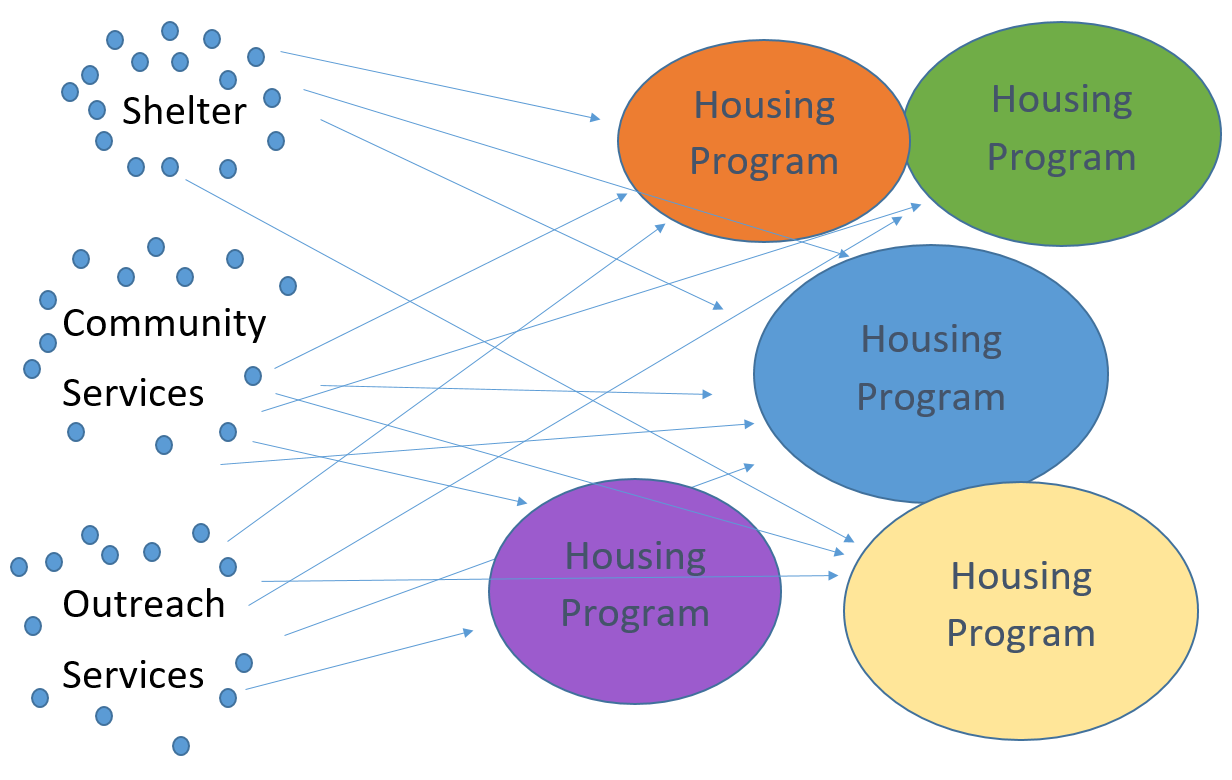 Shelter
Community
Services
Outreach
Services
Housing
Program
Housing
Program
Housing
Program
Housing
Program
Housing
Program